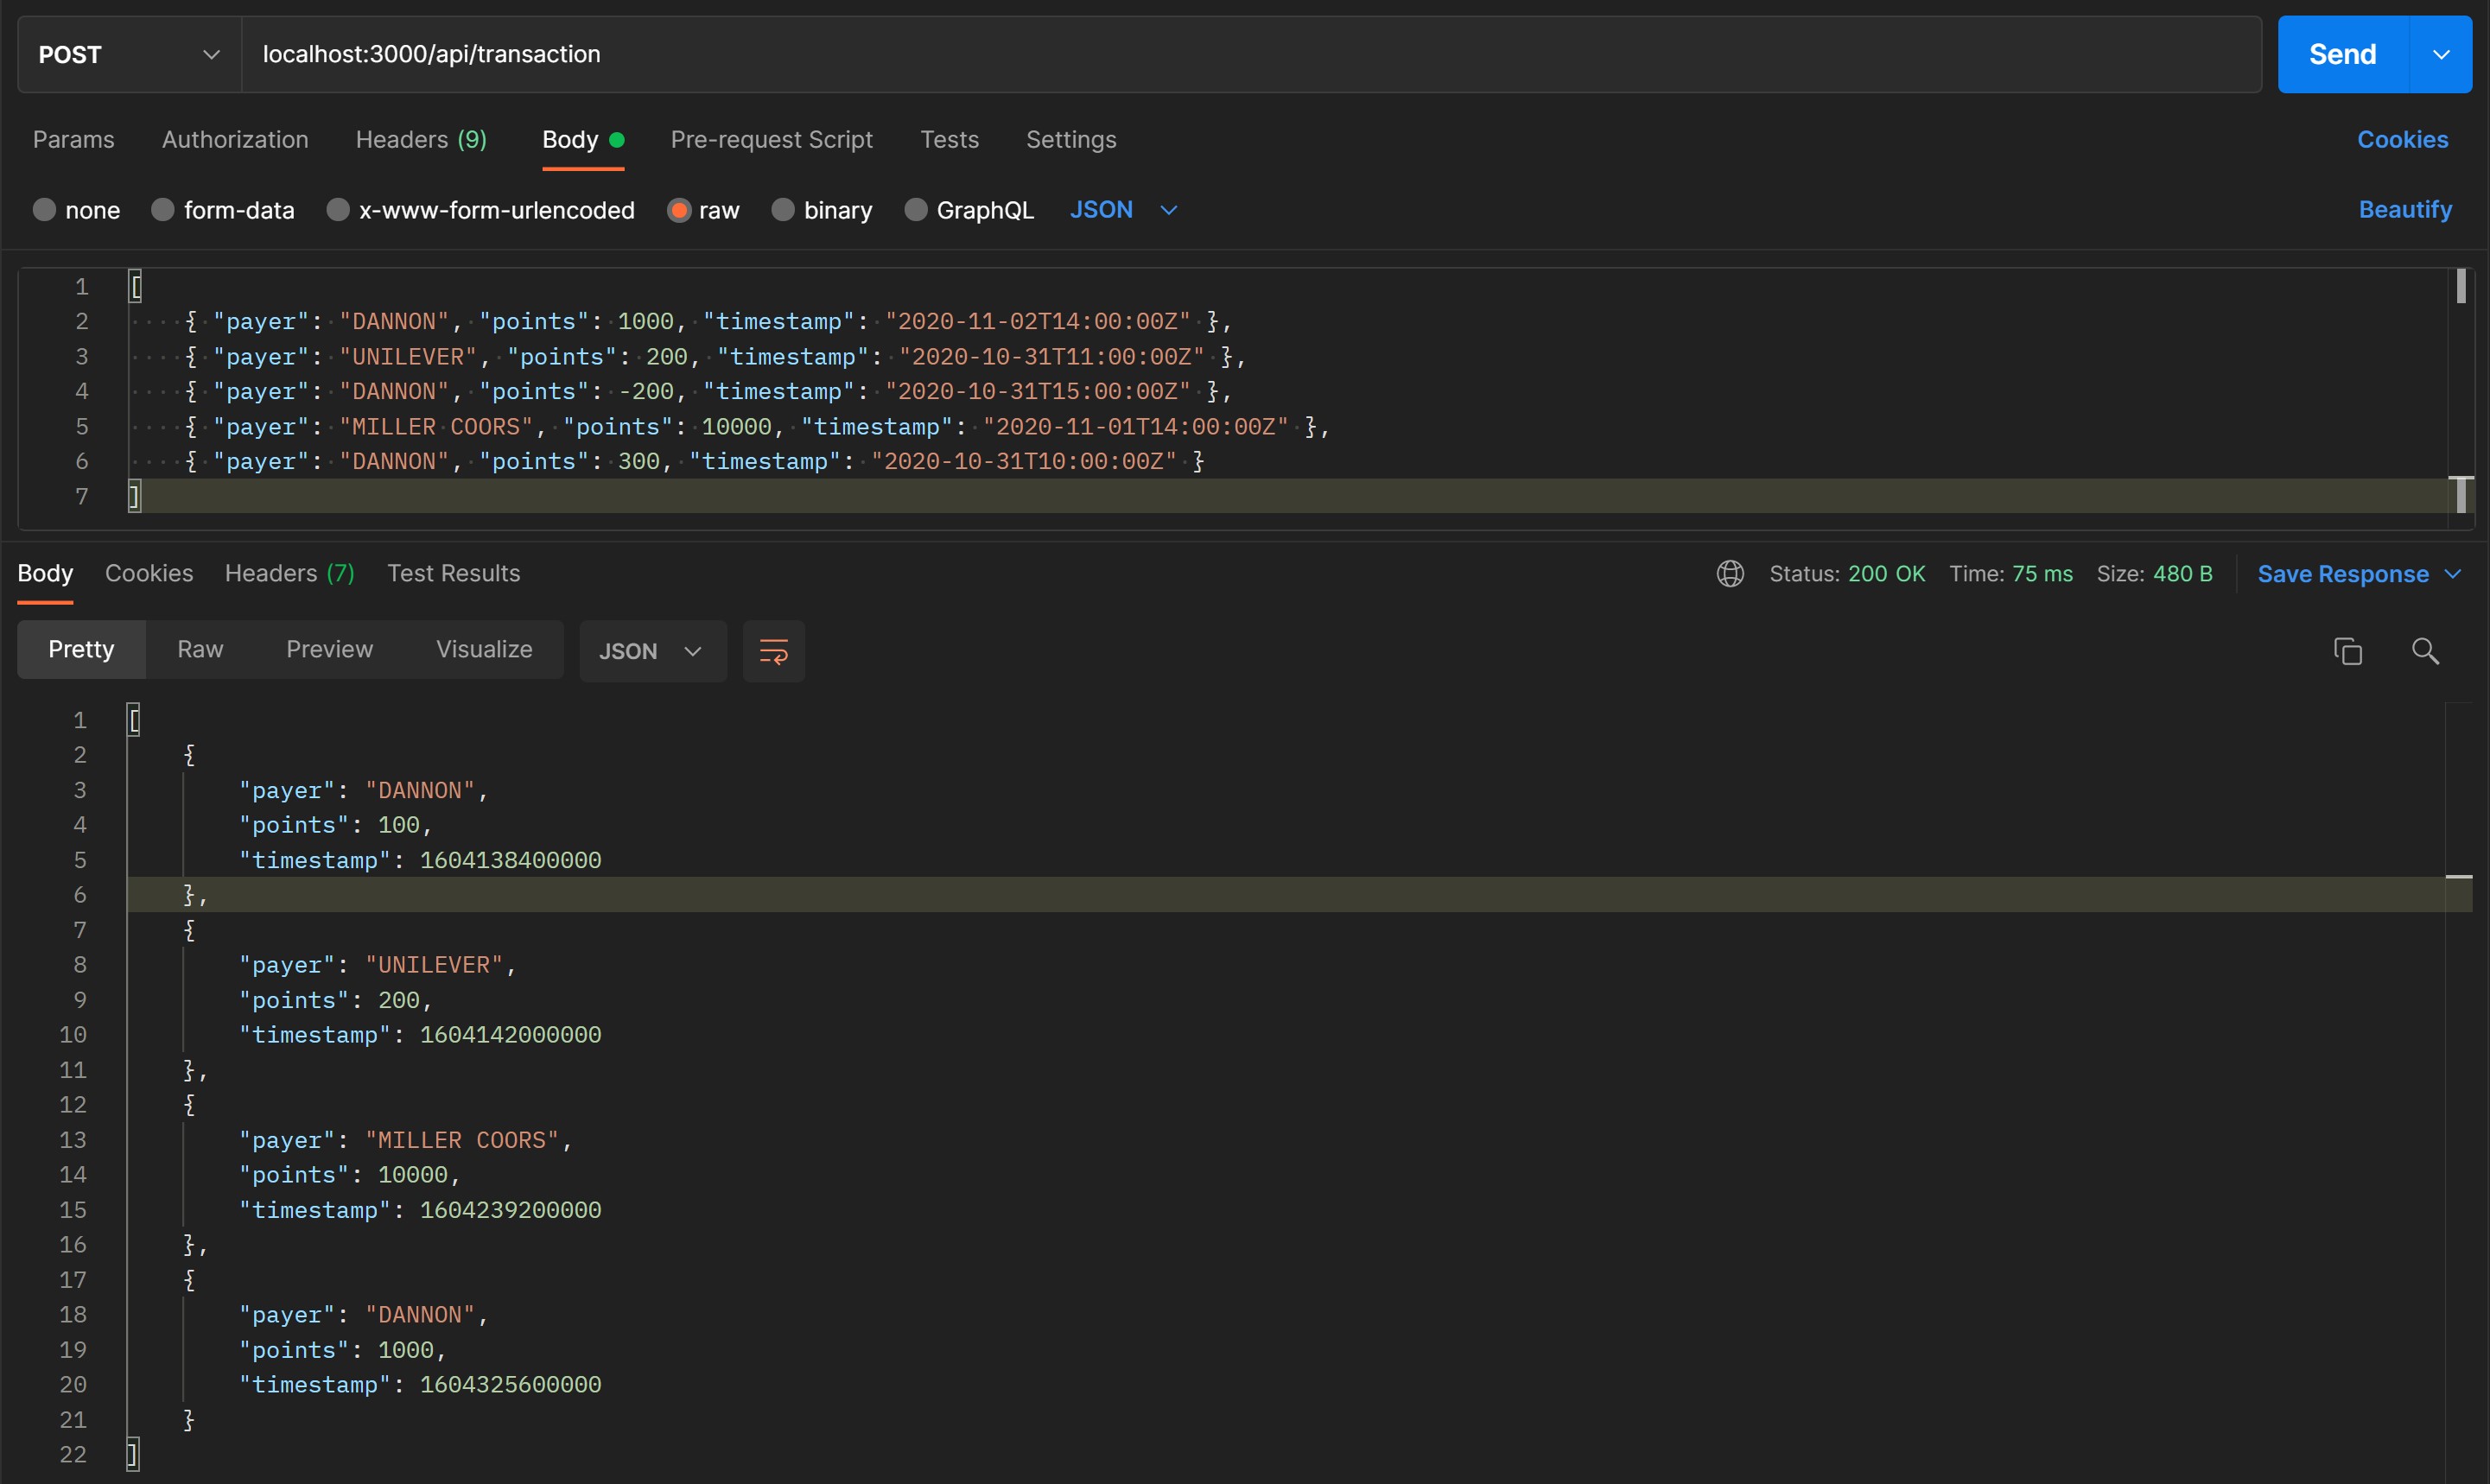 POST localhost:3000/api/transaction Send
Params Authorization Headers (9) Body Pre-request Script Tests Settings Cookies
none form-data x-www-form-urlencoded raw binary GraphQL JSON Beautify
1 [
2 { "payer": "DANNON", "points": 1000, "timestamp": "2020-11-02T14:00:00Z" },
3 { "payer": "UNILEVER", "points": 200, "timestamp": "2020-10-31T11:00:00Z" },
4 { "payer": "DANNON", "points": -200, "timestamp": "2020-10-31T15:00:00Z" },
5 { "payer": "MILLER COORS", "points": 10000, "timestamp": "2020-11-01T14:00:00Z" },
6 { "payer": "DANNON", "points": 300, "timestamp": "2020-10-31T10:00:00Z" }
7 ]
Body Cookies Headers (7) Test Results Status: 200 OK Time: 75 ms Size: 480 B Save Response
Pretty Raw Preview Visualize JSON
1 [
2 {
3 "payer": "DANNON",
4 "points": 100,
5 "timestamp": 1604138400000
6 },
7 {
8 "payer": "UNILEVER",
9 "points": 200,
10 "timestamp": 1604142000000
11 },
12 {
13 "payer": "MILLER COORS",
14 "points": 10000,
15 "timestamp": 1604239200000
16 },
17 {
18 "payer": "DANNON",
19 "points": 1000,
20 "timestamp": 1604325600000
21 }
22 ]